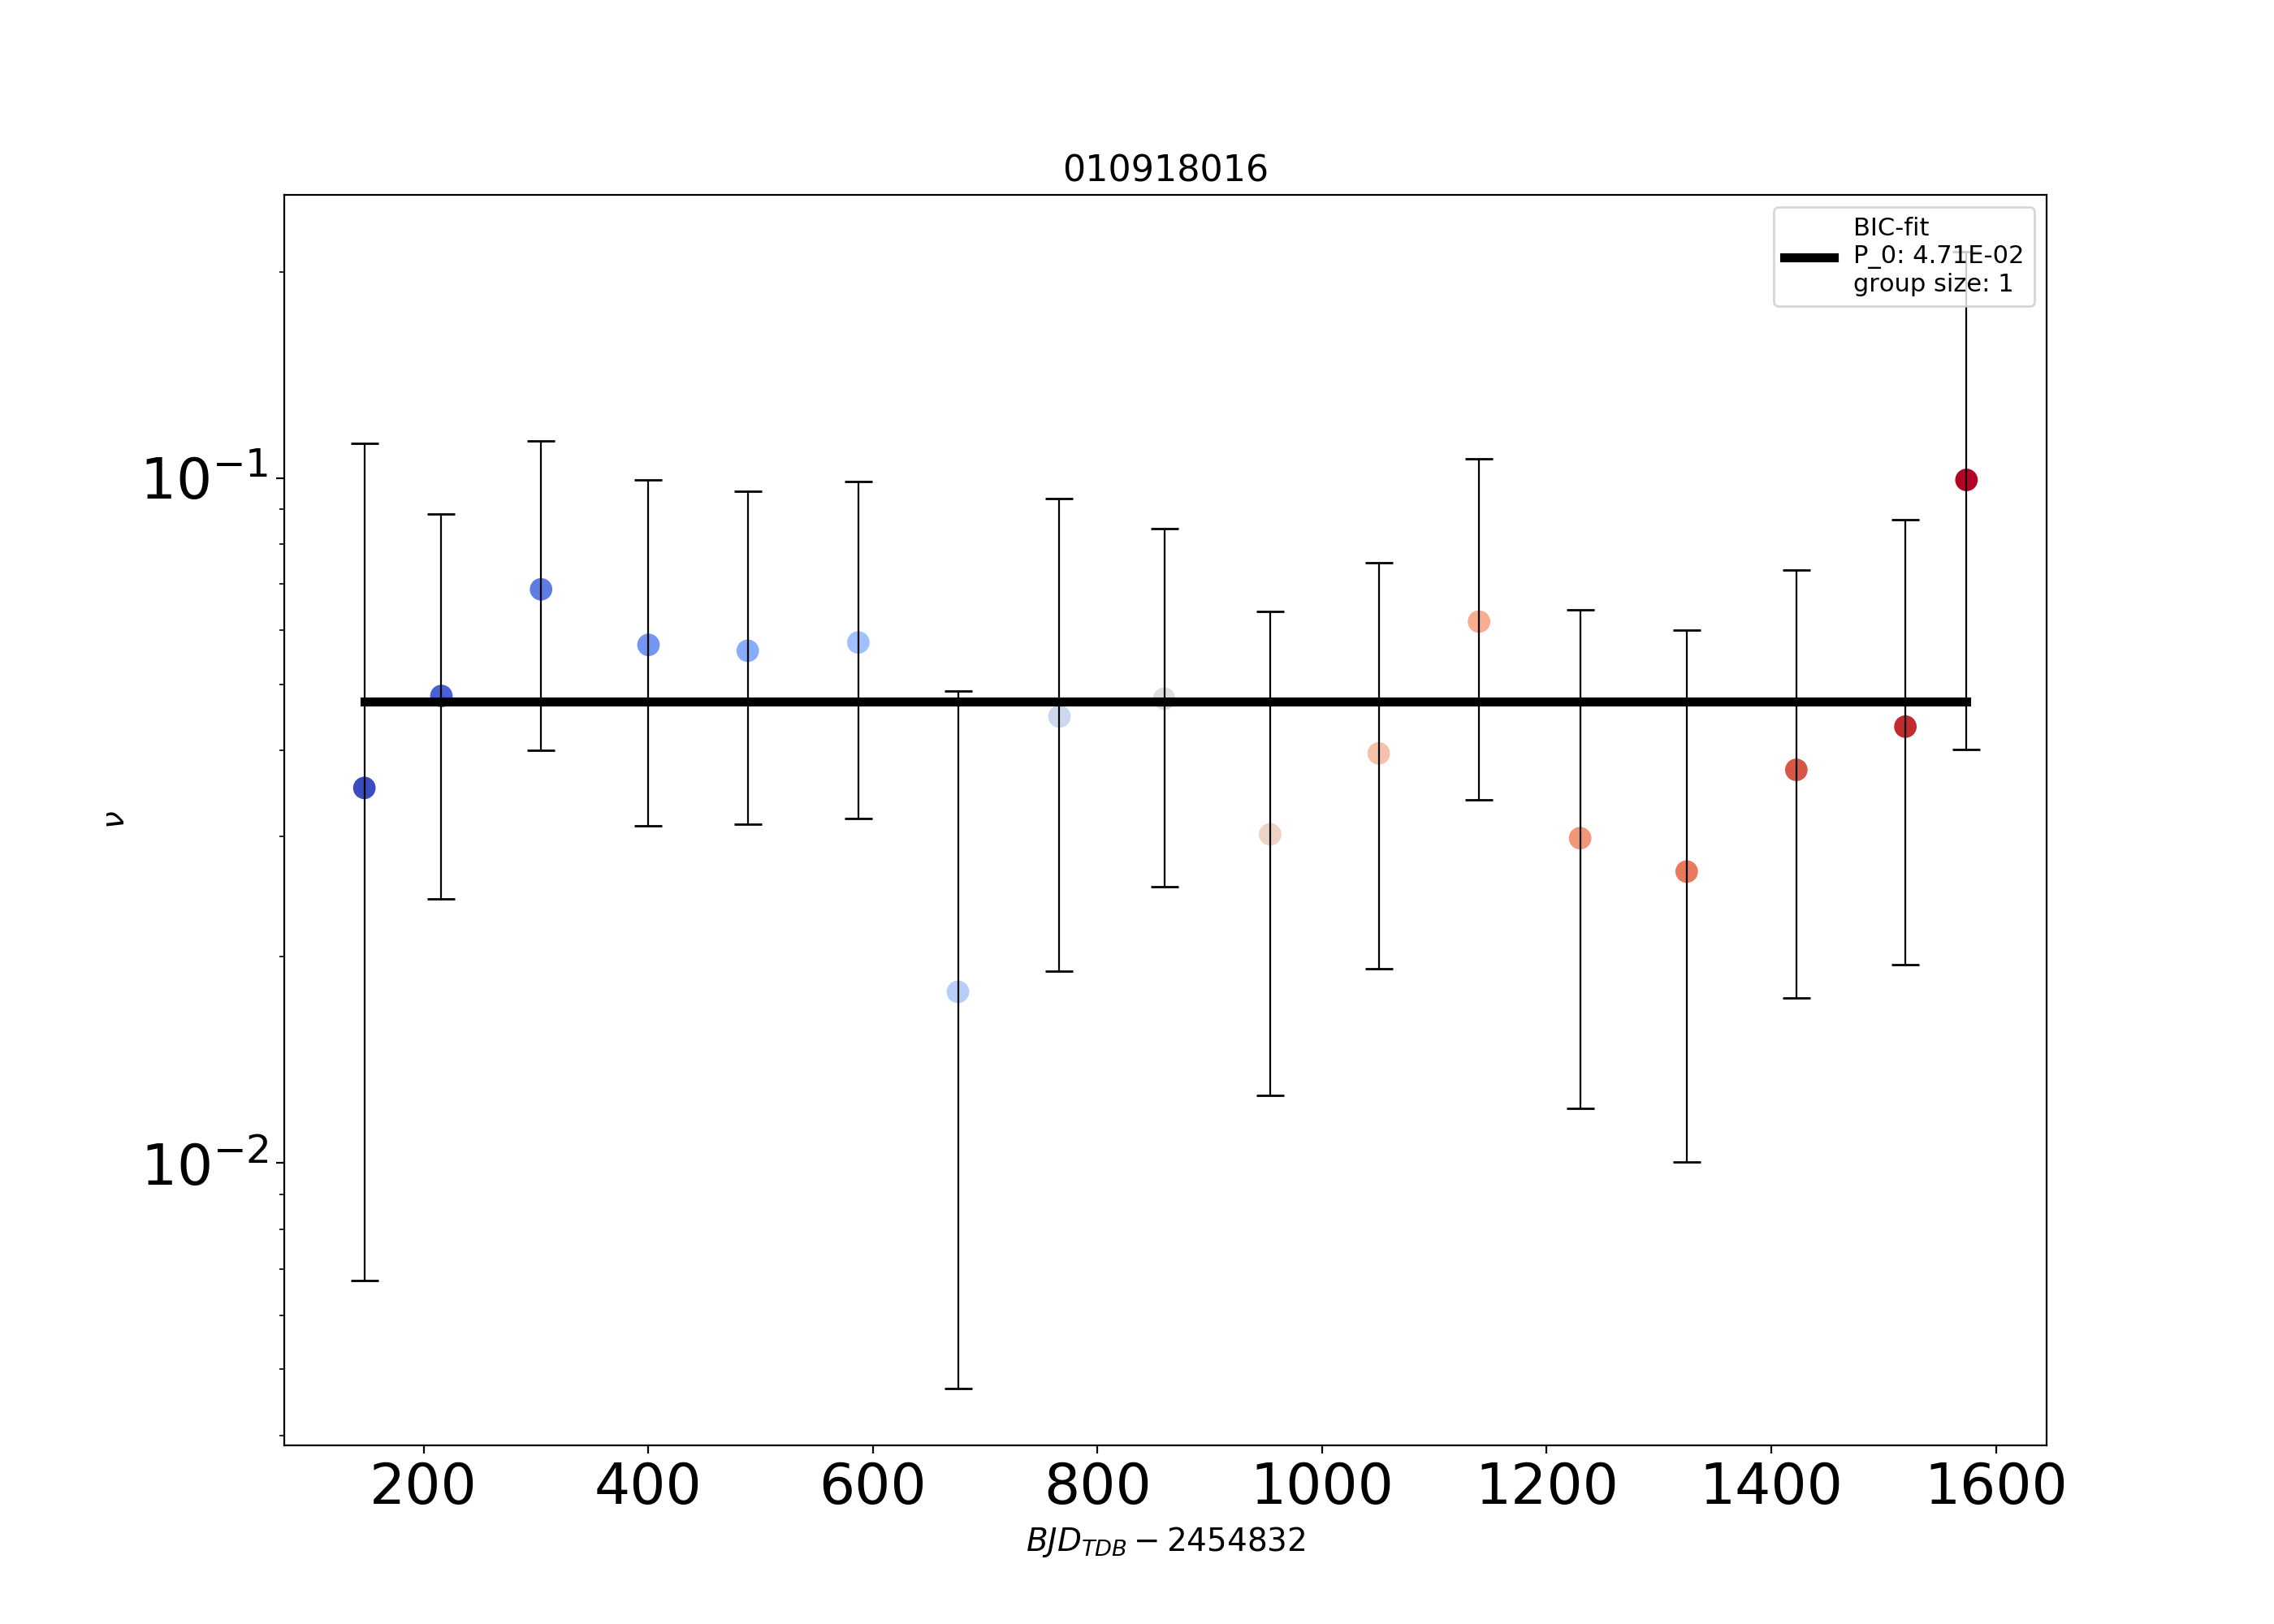 010918016
BIC-fit
P_0: 4.71E-02
group size: 1
10⁻¹
10⁻²
ν
200 400 600 800 1000 1200 1400 1600
BJD_TDB − 2454832